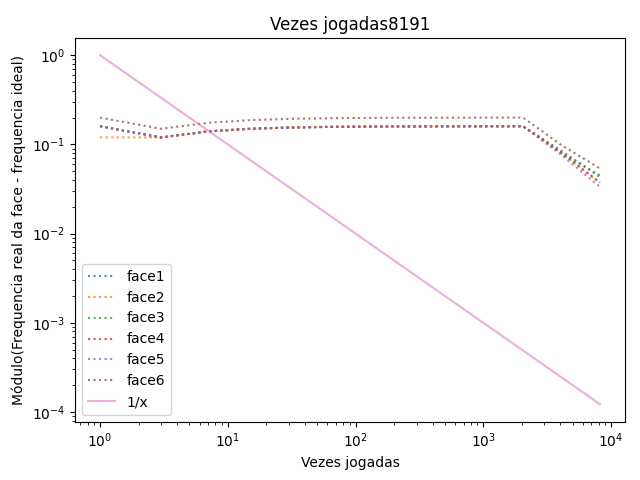 Vezes jogadas8191
Módulo(Frequencia real da face - frequencia ideal)
10⁰
10⁻¹
10⁻²
10⁻³
10⁻⁴
face1
face2
face3
face4
face5
face6
1/x
10⁰ 10¹ 10² 10³ 10⁴
Vezes jogadas